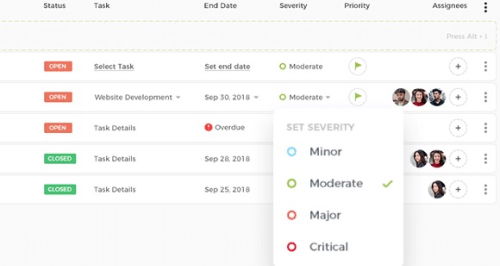 Status Task End Date Severity Priority Assignees
Press Alt + i
OPEN Select Task Set end date Moderate
OPEN Website Development Sep 30, 2018 Moderate
OPEN Task Details Overdue
SET SEVERITY
Minor
CLOSED Task Details Sep 28, 2018
Moderate
CLOSED Task Details Sep 25, 2018
Major
Critical